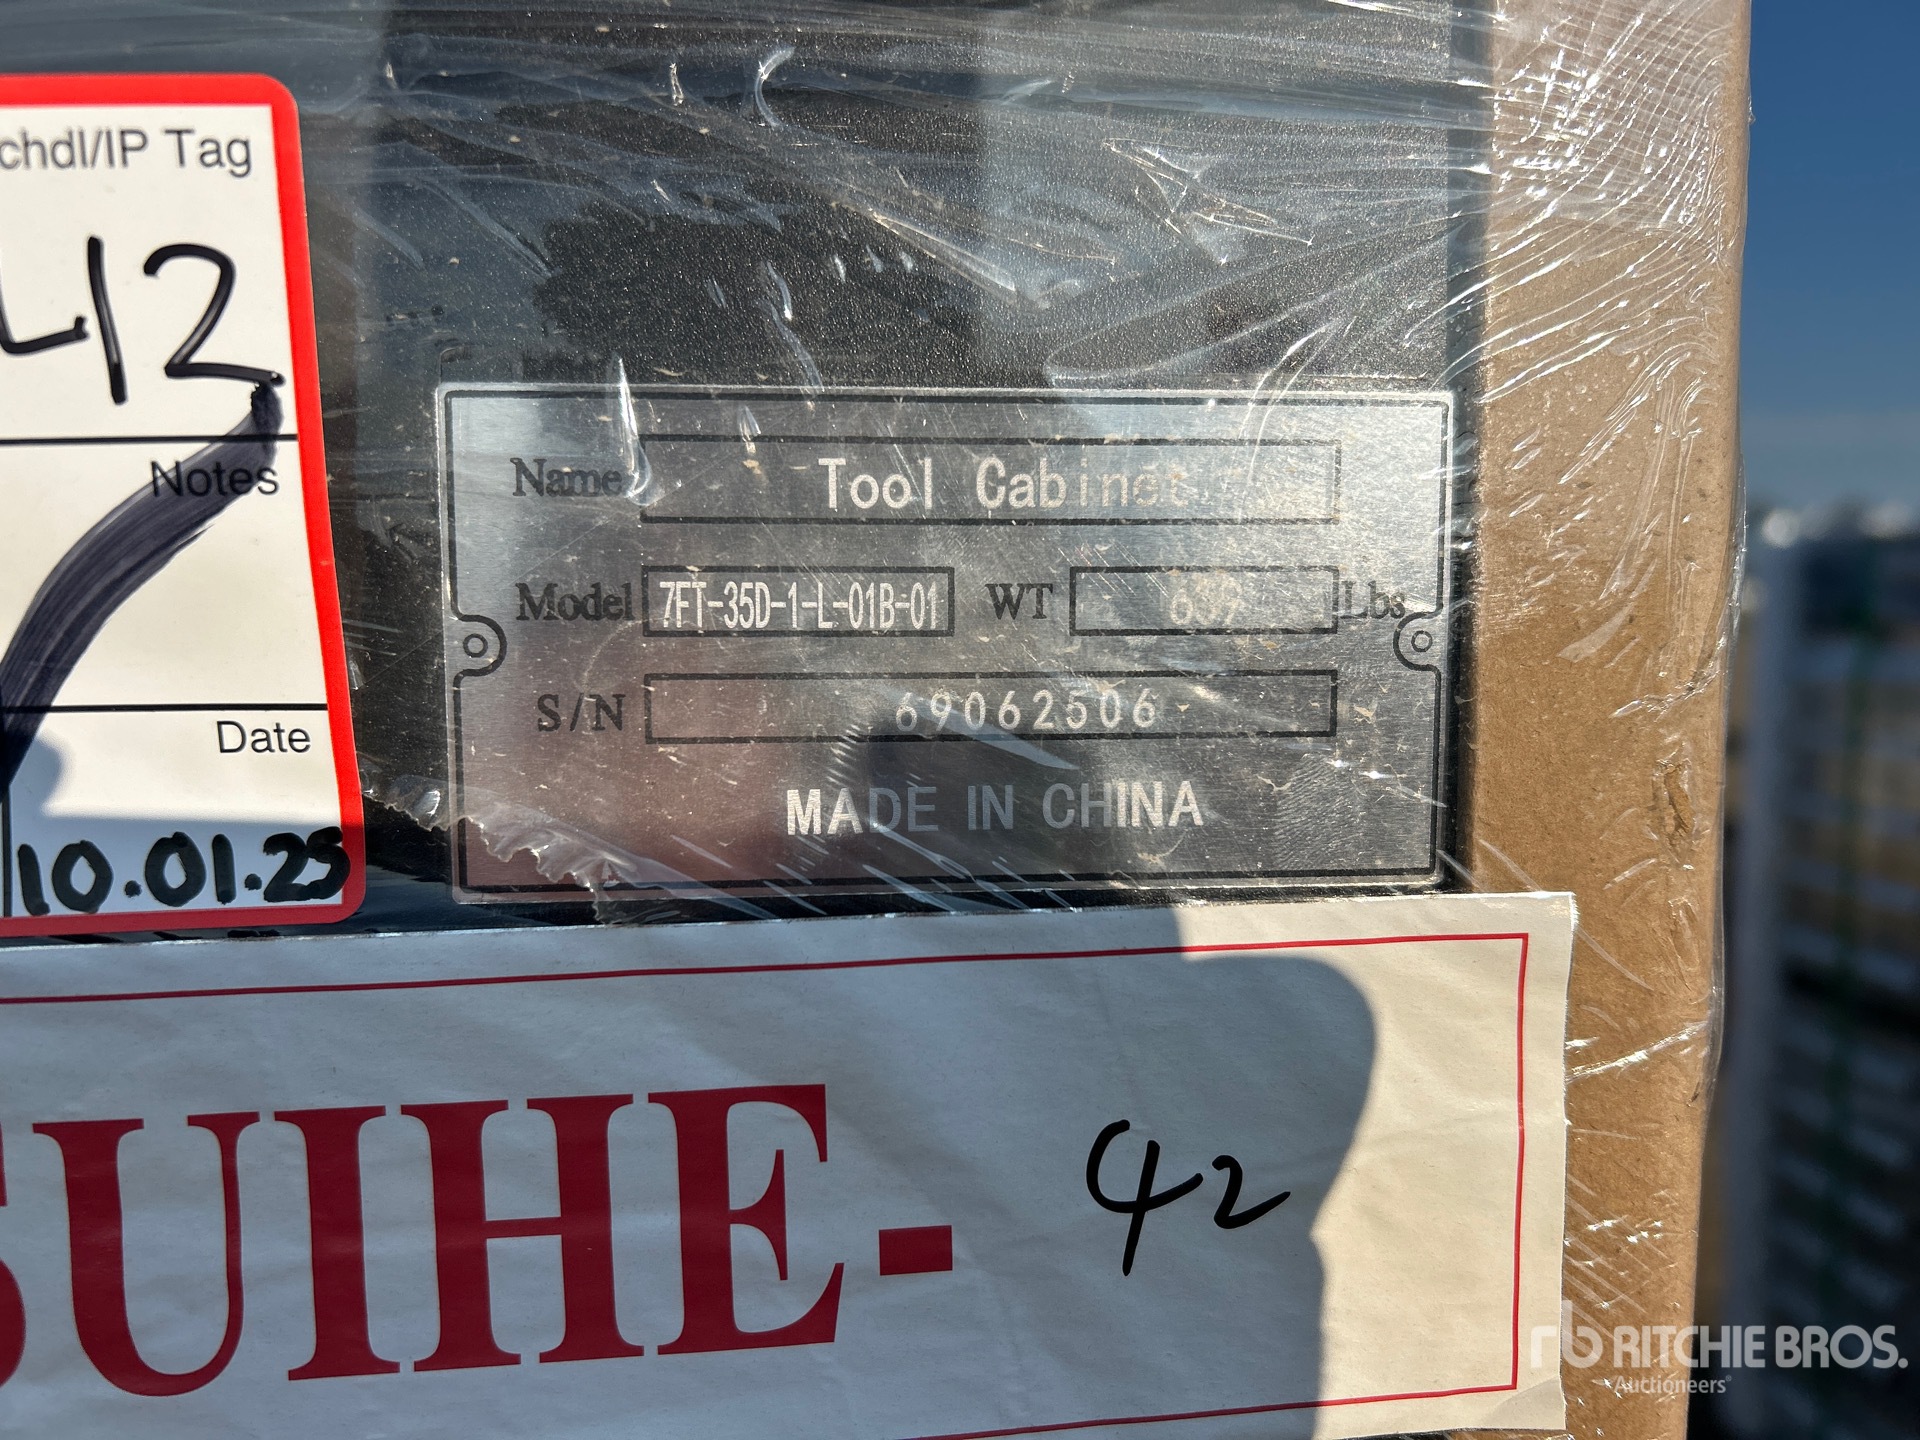 chdl/IP Tag
L12
Notes
Date
10.01.25
Name Tool Cabinet
Model 7FT-35D-1-L-01B-01 WT Lbs
S/N 69062506
MADE IN CHINA
SUIHE- 42
RITCHIE BROS.
Auctioneers